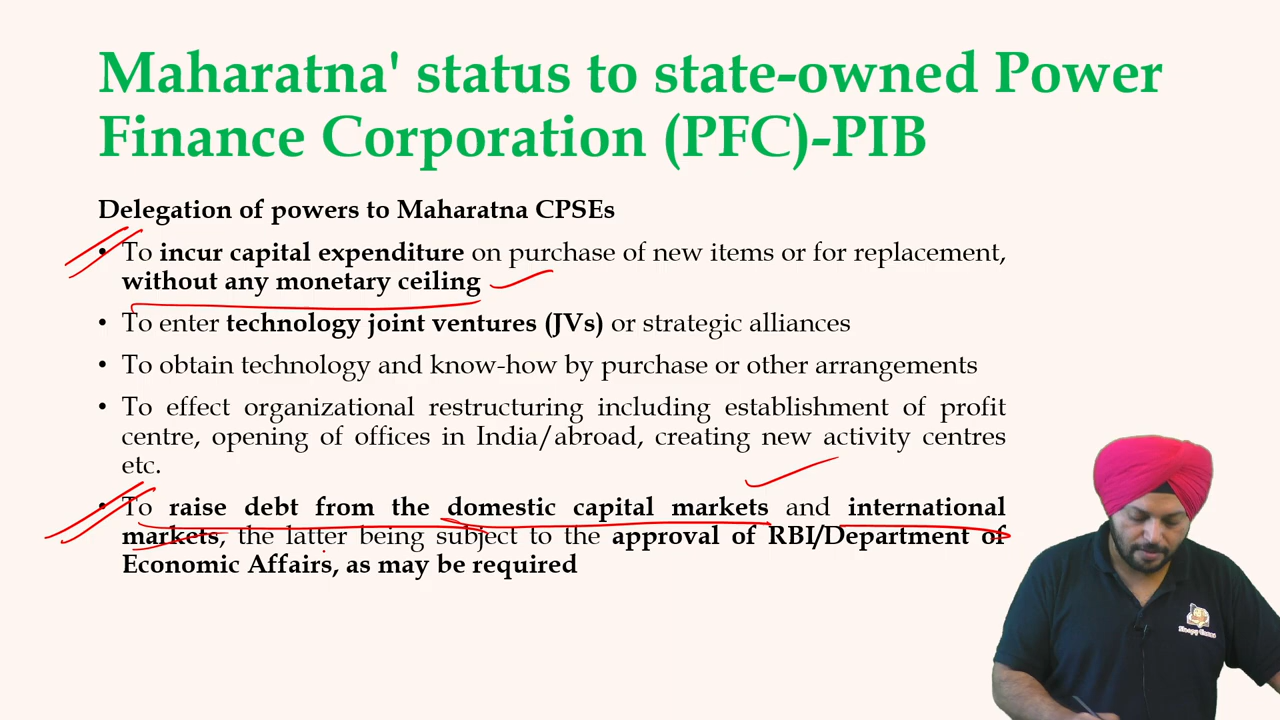 Maharatna' status to state-owned Power
Finance Corporation (PFC)-PIB
Delegation of powers to Maharatna CPSEs
• To incur capital expenditure on purchase of new items or for replacement,
without any monetary ceiling
• To enter technology joint ventures (JVs) or strategic alliances
• To obtain technology and know-how by purchase or other arrangements
• To effect organizational restructuring including establishment of profit
centre, opening of offices in India/abroad, creating new activity centres
etc.
• To raise debt from the domestic capital markets and international
markets, the latter being subject to the approval of RBI/Department of
Economic Affairs, as may be required